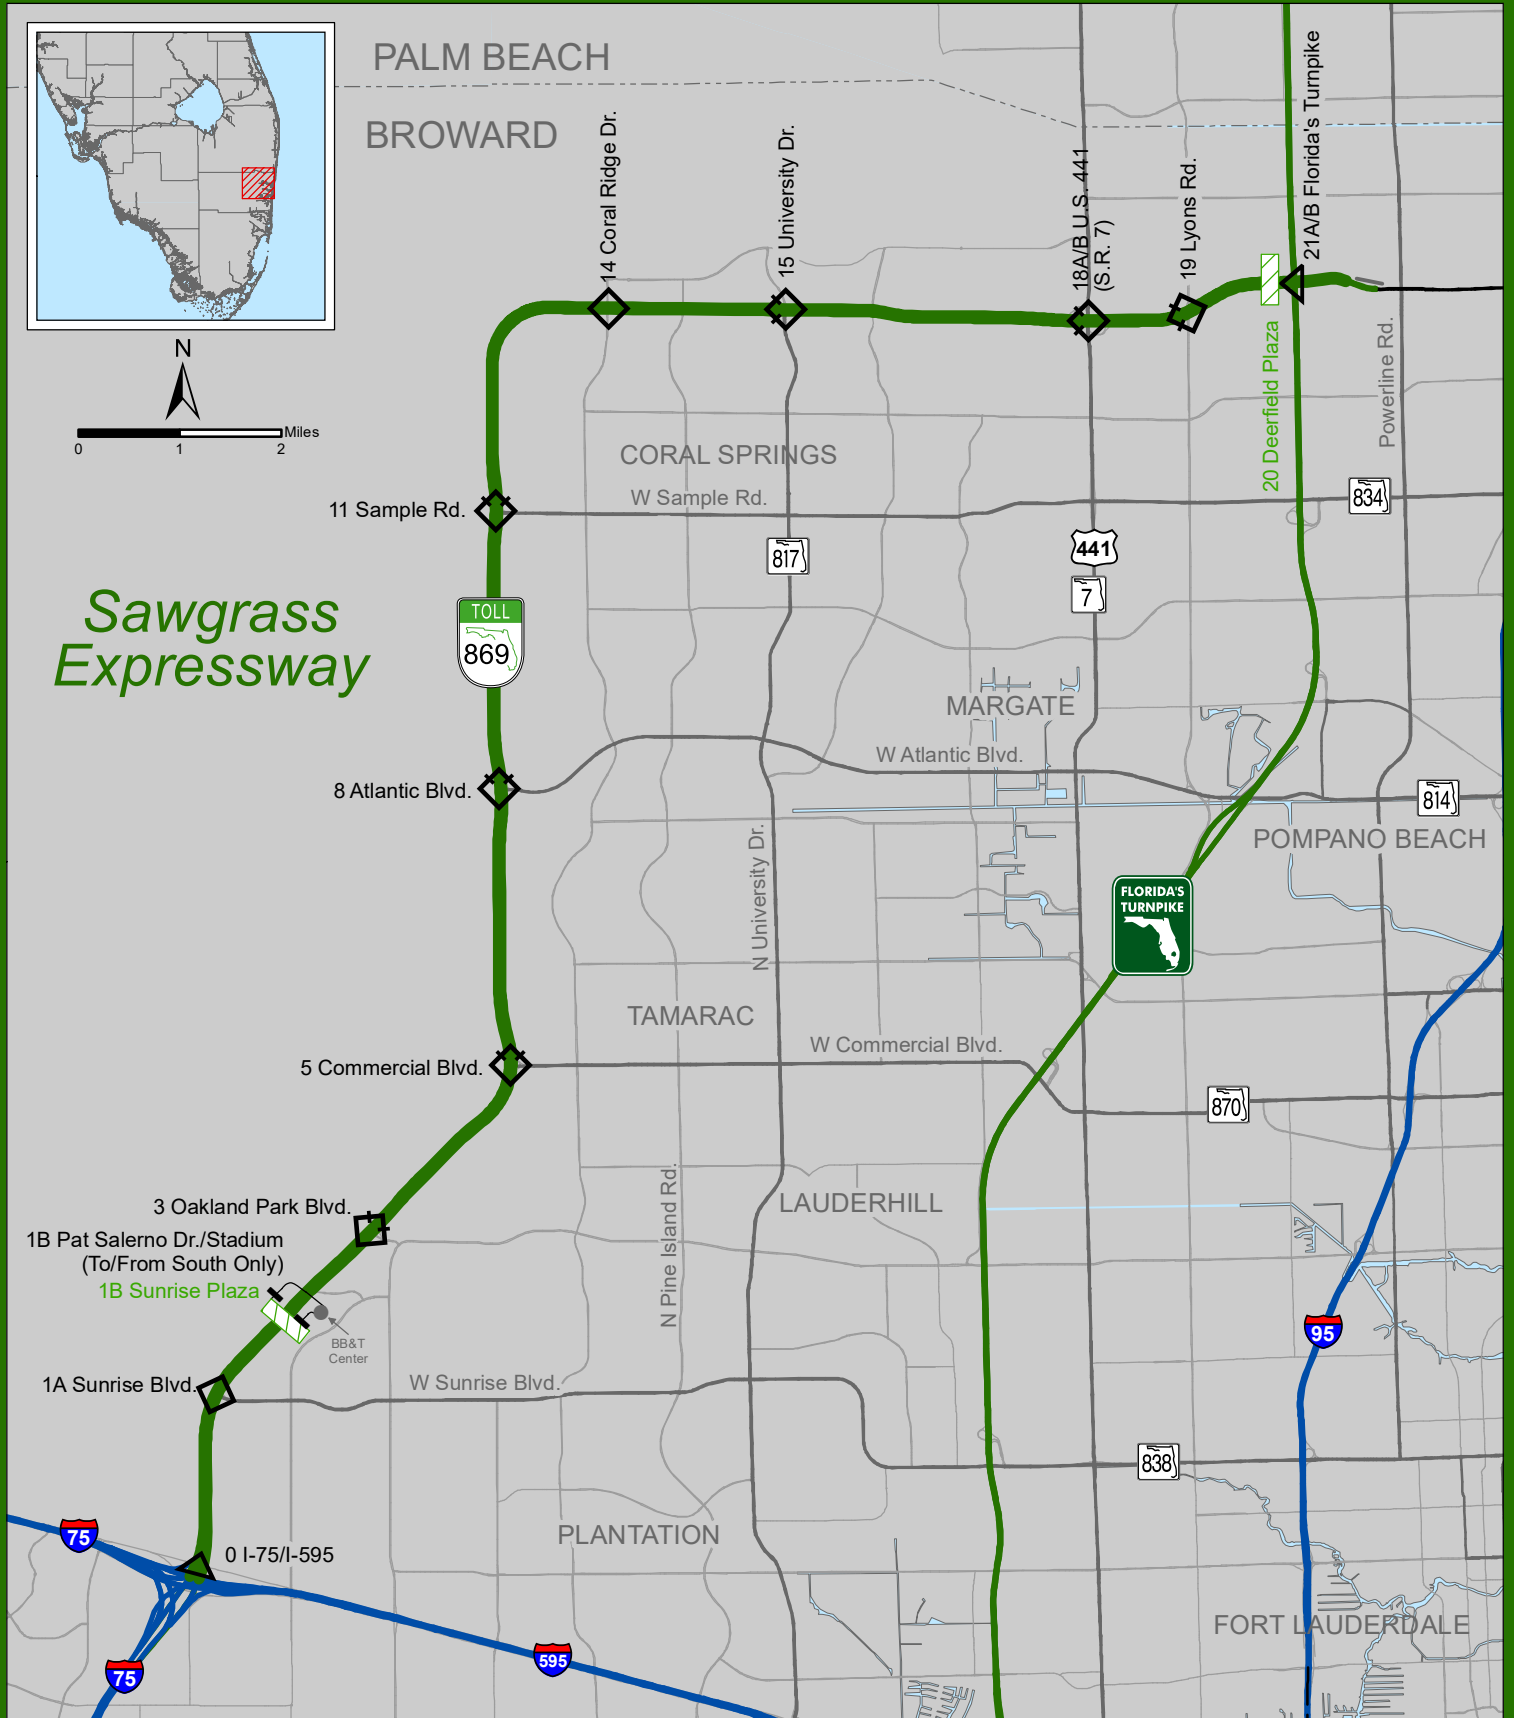 PALM BEACH
BROWARD
14 Coral Ridge Dr.
15 University Dr.
18A/B U.S. 441
(S.R. 7)
19 Lyons Rd.
21A/B Florida's Turnpike
20 Deerfield Plaza
Powerline Rd.
N
Miles
0
1
2
CORAL SPRINGS
11 Sample Rd.
W Sample Rd.
834
817
441
7
Sawgrass
Expressway
TOLL
869
MARGATE
W Atlantic Blvd.
8 Atlantic Blvd.
814
POMPANO BEACH
N University Dr.
FLORIDA'S
TURNPIKE
TAMARAC
W Commercial Blvd.
5 Commercial Blvd.
870
3 Oakland Park Blvd.
1B Pat Salerno Dr./Stadium
(To/From South Only)
1B Sunrise Plaza
BB&T
Center
N Pine Island Rd.
LAUDERHILL
95
1A Sunrise Blvd.
W Sunrise Blvd.
838
75
0 I-75/I-595
PLANTATION
FORT LAUDERDALE
595
75